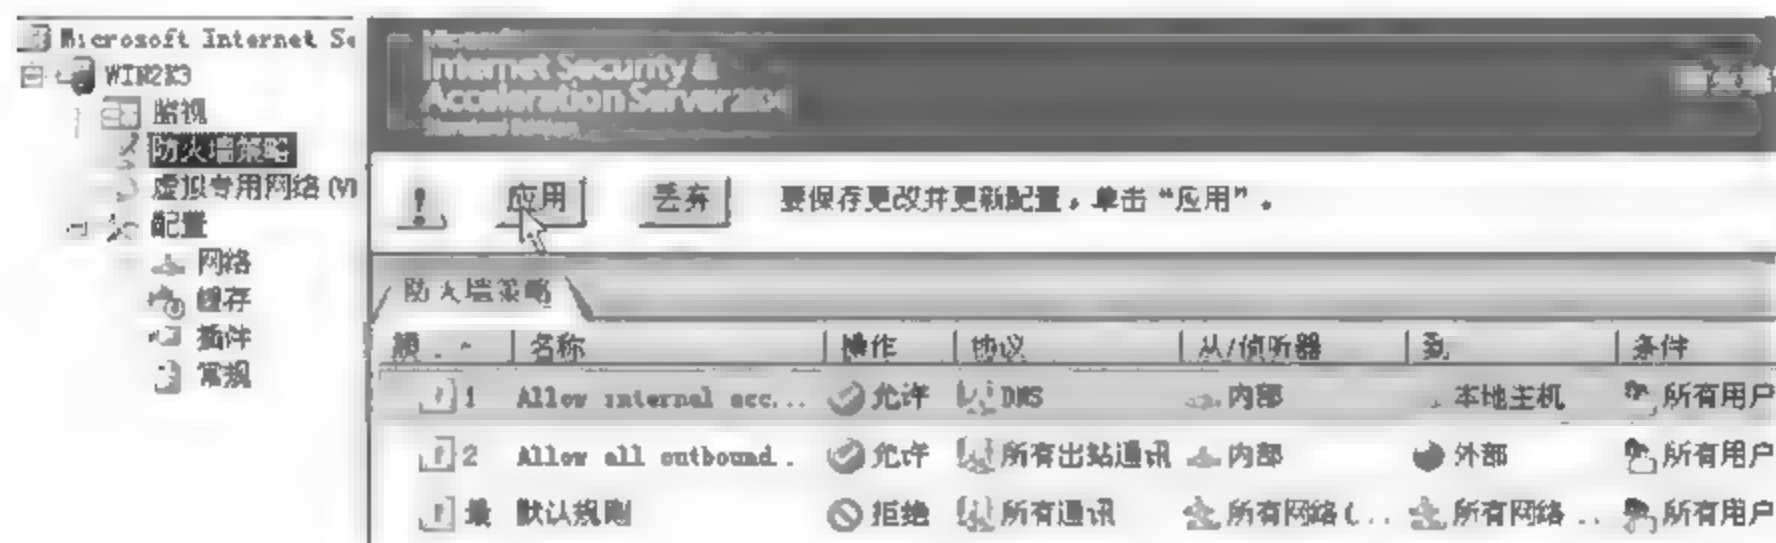 Microsoft Internet Se
WIN2K3
监视
防火墙策略
虚拟专用网络(VI
配置
网络
缓存
插件
常规
Internet Security &
Acceleration Server 2004
Standard Edition
应用 丢弃 要保存更改并更新配置，单击“应用”。
防火墙策略
名称 操作 协议 从/侦听器 到 条件
1 Allow internal acc... 允许 DNS 内部 本地主机 所有用户
2 Allow all outbound.. 允许 所有出站通讯 内部 外部 所有用户
最 默认规则 拒绝 所有通讯 所有网络(... 所有网络 ... 所有用户